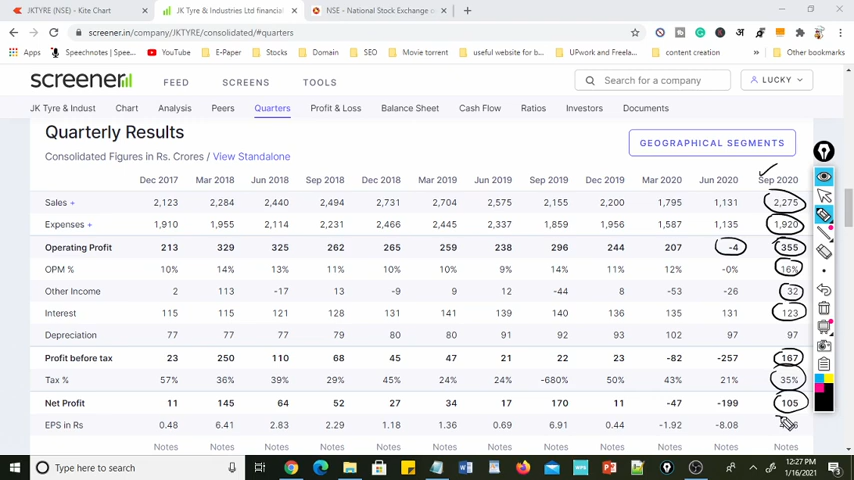 JKTYRE (NSE) - Kite Chart
JK Tyre & Industries Ltd financial
NSE - National Stock Exchange o
screener.in/company/JKTYRE/consolidated/#quarters
Apps Speechnotes | Spee... YouTube E-Paper Stocks Domain SEO Movie torrent useful website for b... UPwork and Freela... content creation Other bookmarks
screener FEED SCREENS TOOLS Search for a company LUCKY
JK Tyre & Indust Chart Analysis Peers Quarters Profit & Loss Balance Sheet Cash Flow Ratios Investors Documents
Quarterly Results
GEOGRAPHICAL SEGMENTS
Consolidated Figures in Rs. Crores / View Standalone
Dec 2017 Mar 2018 Jun 2018 Sep 2018 Dec 2018 Mar 2019 Jun 2019 Sep 2019 Dec 2019 Mar 2020 Jun 2020 Sep 2020
Sales + 2,123 2,284 2,440 2,494 2,731 2,704 2,575 2,155 2,200 1,795 1,131 2,275
Expenses + 1,910 1,955 2,114 2,231 2,466 2,445 2,337 1,859 1,956 1,587 1,135 1,920
Operating Profit 213 329 325 262 265 259 238 296 244 207 -4 355
OPM % 10% 14% 13% 11% 10% 10% 9% 14% 11% 12% -0% 16%
Other Income 2 113 -17 13 -9 9 12 -44 8 -53 -26 32
Interest 115 115 121 128 131 141 139 140 136 135 131 123
Depreciation 77 77 77 79 80 80 91 92 93 102 97 97
Profit before tax 23 250 110 68 45 47 21 22 23 -82 -257 167
Tax % 57% 36% 39% 29% 45% 24% 24% -680% 50% 43% 21% 35%
Net Profit 11 145 64 52 27 34 17 170 11 -47 -199 105
EPS in Rs 0.48 6.41 2.83 2.29 1.18 1.36 0.69 6.91 0.44 -1.92 -8.08
Notes Notes Notes Notes Notes Notes Notes Notes Notes Notes Notes Notes
Type here to search
12:27 PM
1/16/2021